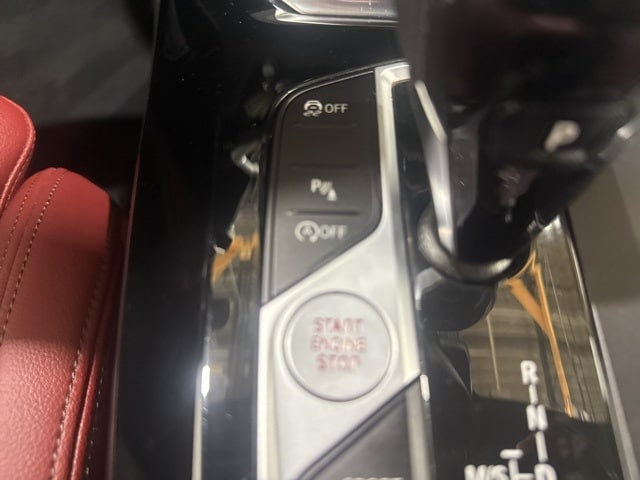 OFF
P
P
OFF
START
ENGINE
STOP
R
N
M/S D